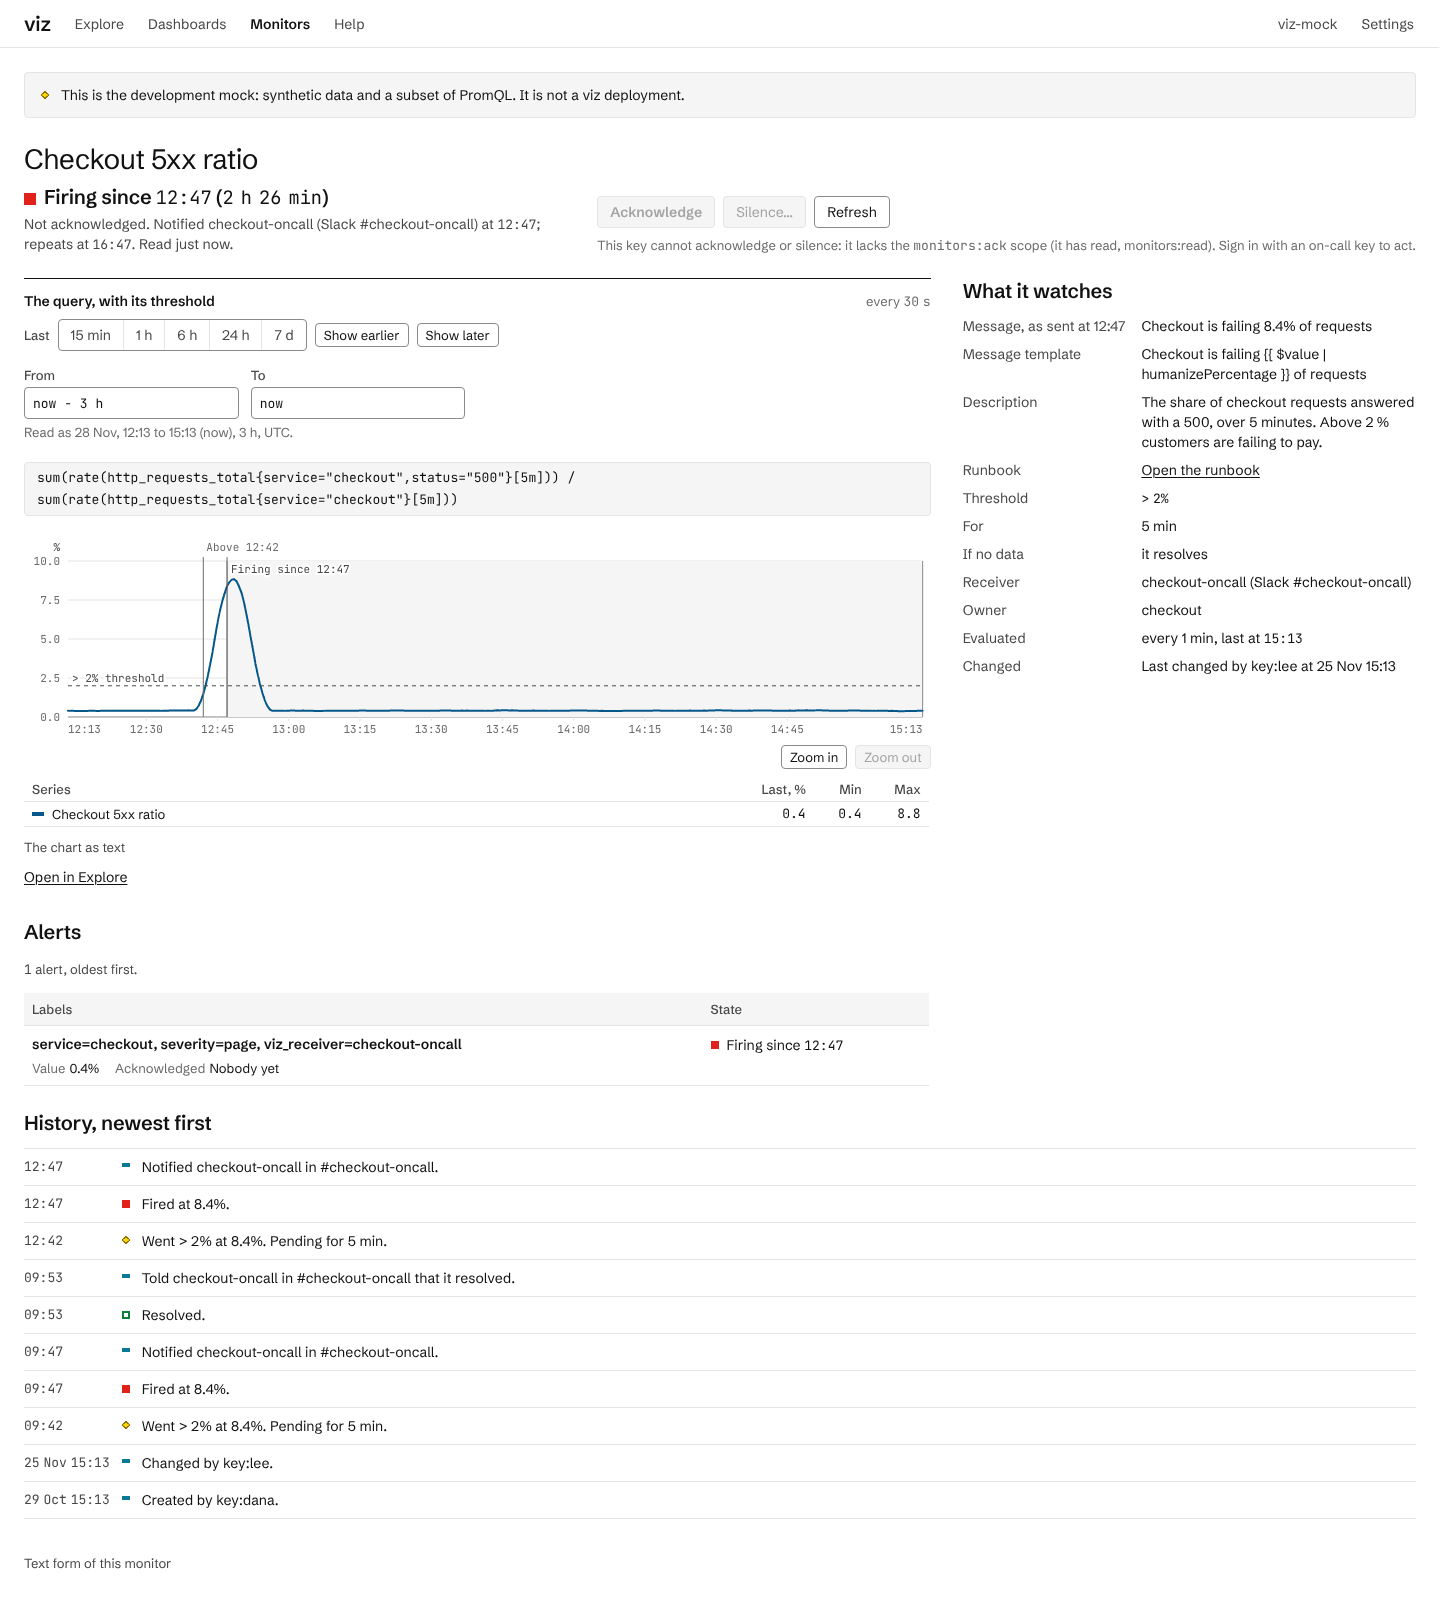 viz Explore Dashboards Monitors Help viz-mock Settings
This is the development mock: synthetic data and a subset of PromQL. It is not a viz deployment.
Checkout 5xx ratio
Firing since 12:47 (2 h 26 min)
Not acknowledged. Notified checkout-oncall (Slack #checkout-oncall) at 12:47;
repeats at 16:47. Read just now.
Acknowledge Silence... Refresh
This key cannot acknowledge or silence: it lacks the monitors:ack scope (it has read, monitors:read). Sign in with an on-call key to act.
The query, with its threshold every 30 s
Last 15 min 1 h 6 h 24 h 7 d Show earlier Show later
From To
now - 3 h now
Read as 28 Nov, 12:13 to 15:13 (now), 3 h, UTC.
sum(rate(http_requests_total{service="checkout",status="500"}[5m])) /
sum(rate(http_requests_total{service="checkout"}[5m]))
% Above 12:42
10.0 Firing since 12:47
7.5
5.0
2.5 > 2% threshold
0.0
12:13 12:30 12:45 13:00 13:15 13:30 13:45 14:00 14:15 14:30 14:45 15:13
Zoom in Zoom out
Series Last, % Min Max
Checkout 5xx ratio 0.4 0.4 8.8
The chart as text
Open in Explore
What it watches
Message, as sent at 12:47 Checkout is failing 8.4% of requests
Message template Checkout is failing {{ $value |
humanizePercentage }} of requests
Description The share of checkout requests answered
with a 500, over 5 minutes. Above 2 %
customers are failing to pay.
Runbook Open the runbook
Threshold > 2%
For 5 min
If no data it resolves
Receiver checkout-oncall (Slack #checkout-oncall)
Owner checkout
Evaluated every 1 min, last at 15:13
Changed Last changed by key:lee at 25 Nov 15:13
Alerts
1 alert, oldest first.
Labels State
service=checkout, severity=page, viz_receiver=checkout-oncall Firing since 12:47
Value 0.4% Acknowledged Nobody yet
History, newest first
12:47 Notified checkout-oncall in #checkout-oncall.
12:47 Fired at 8.4%.
12:42 Went > 2% at 8.4%. Pending for 5 min.
09:53 Told checkout-oncall in #checkout-oncall that it resolved.
09:53 Resolved.
09:47 Notified checkout-oncall in #checkout-oncall.
09:47 Fired at 8.4%.
09:42 Went > 2% at 8.4%. Pending for 5 min.
25 Nov 15:13 Changed by key:lee.
29 Oct 15:13 Created by key:dana.
Text form of this monitor